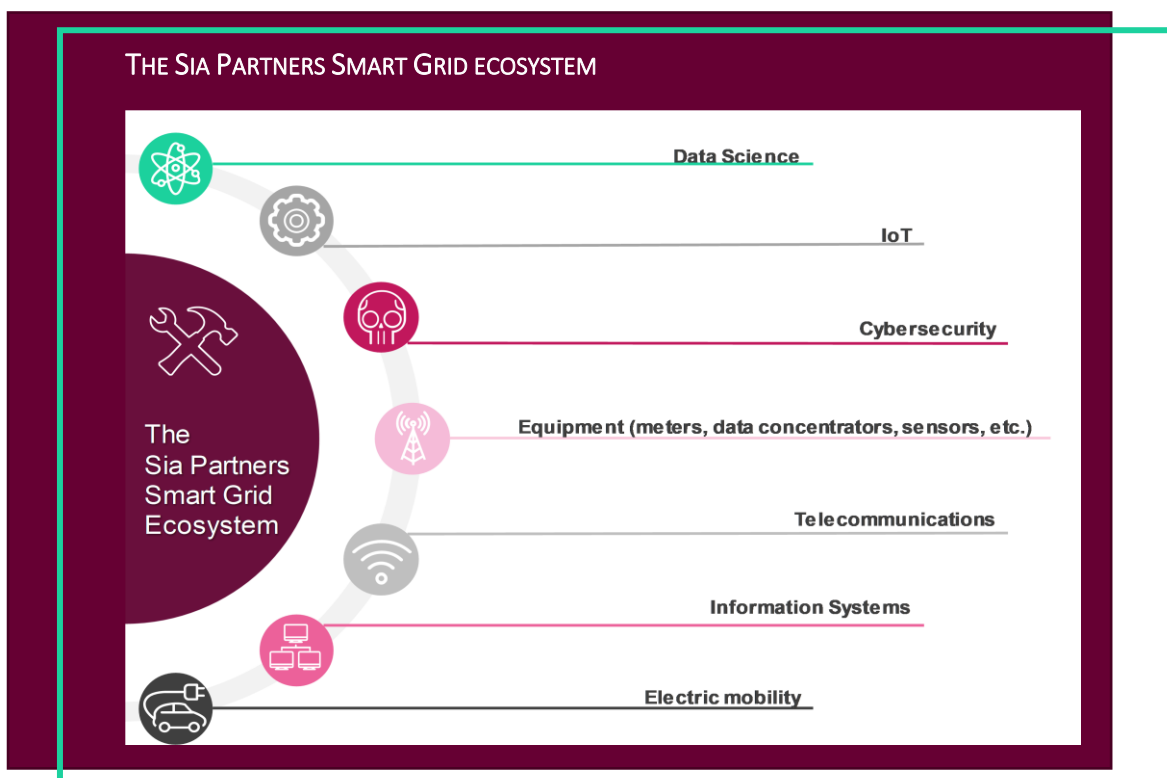 THE SIA PARTNERS SMART GRID ECOSYSTEM
Data Science
IoT
Cybersecurity
Equipment (meters, data concentrators, sensors, etc.)
The
Sia Partners
Smart Grid
Ecosystem
Telecommunications
Information Systems
Electric mobility